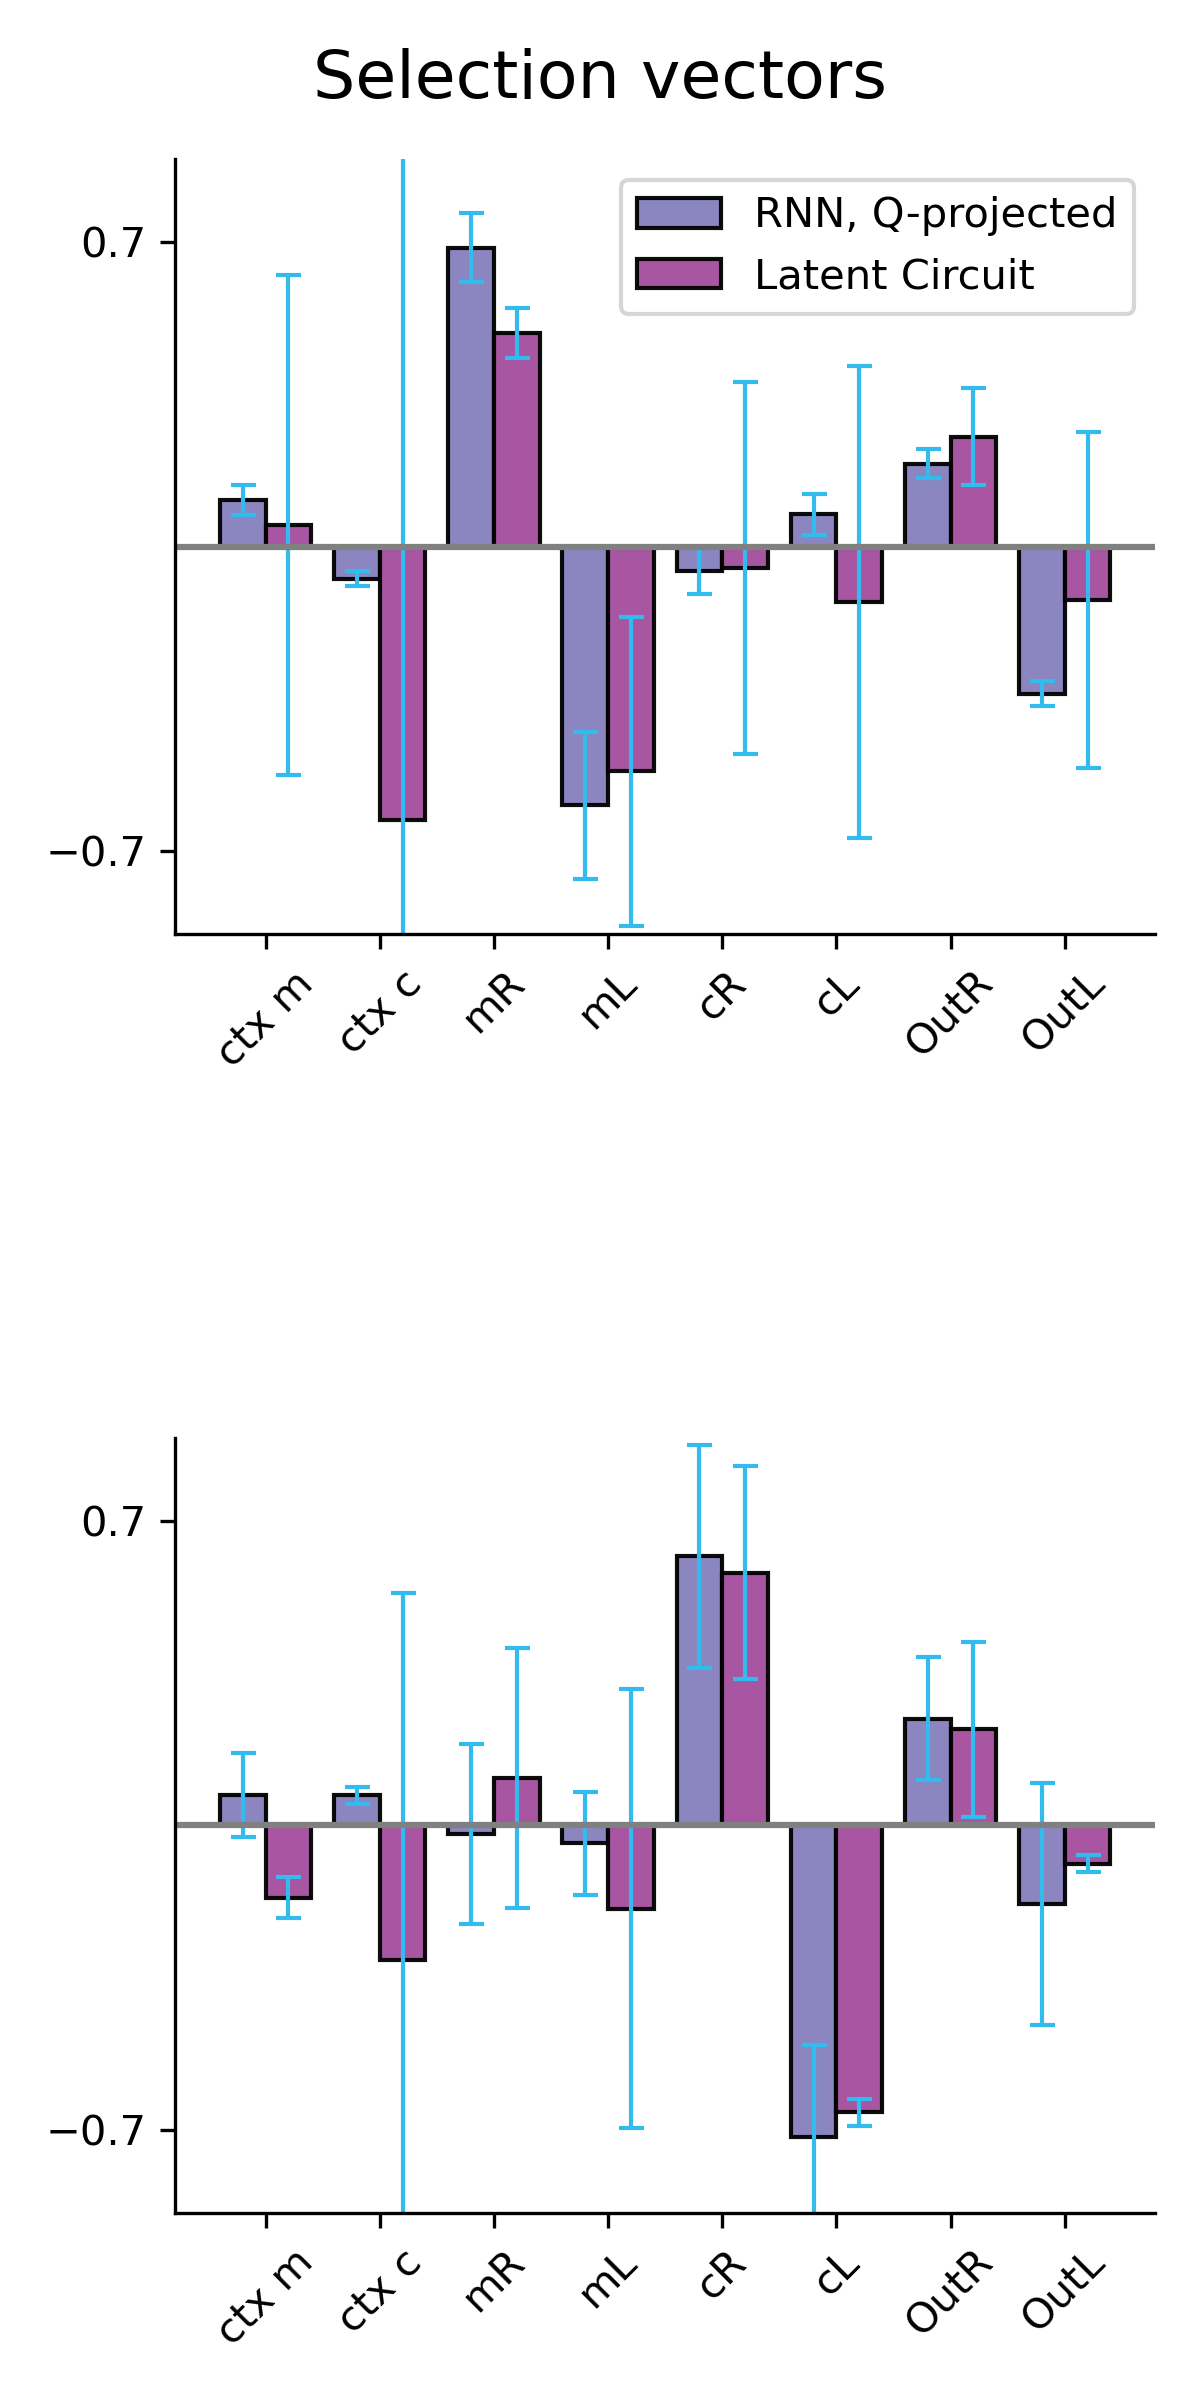 Selection vectors
RNN, Q-projected
Latent Circuit
0.7
−0.7
ctx m
ctx c
mR
mL
cR
cL
OutR
OutL
0.7
−0.7
ctx m
ctx c
mR
mL
cR
cL
OutR
OutL